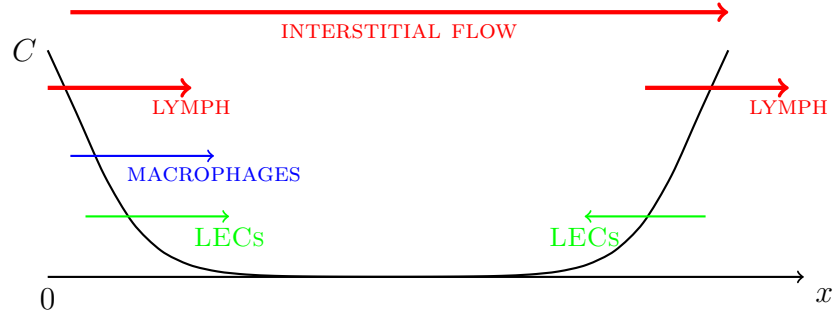 INTERSTITIAL FLOW
C
LYMPH LYMPH
MACROPHAGES
LECs LECs
0 x